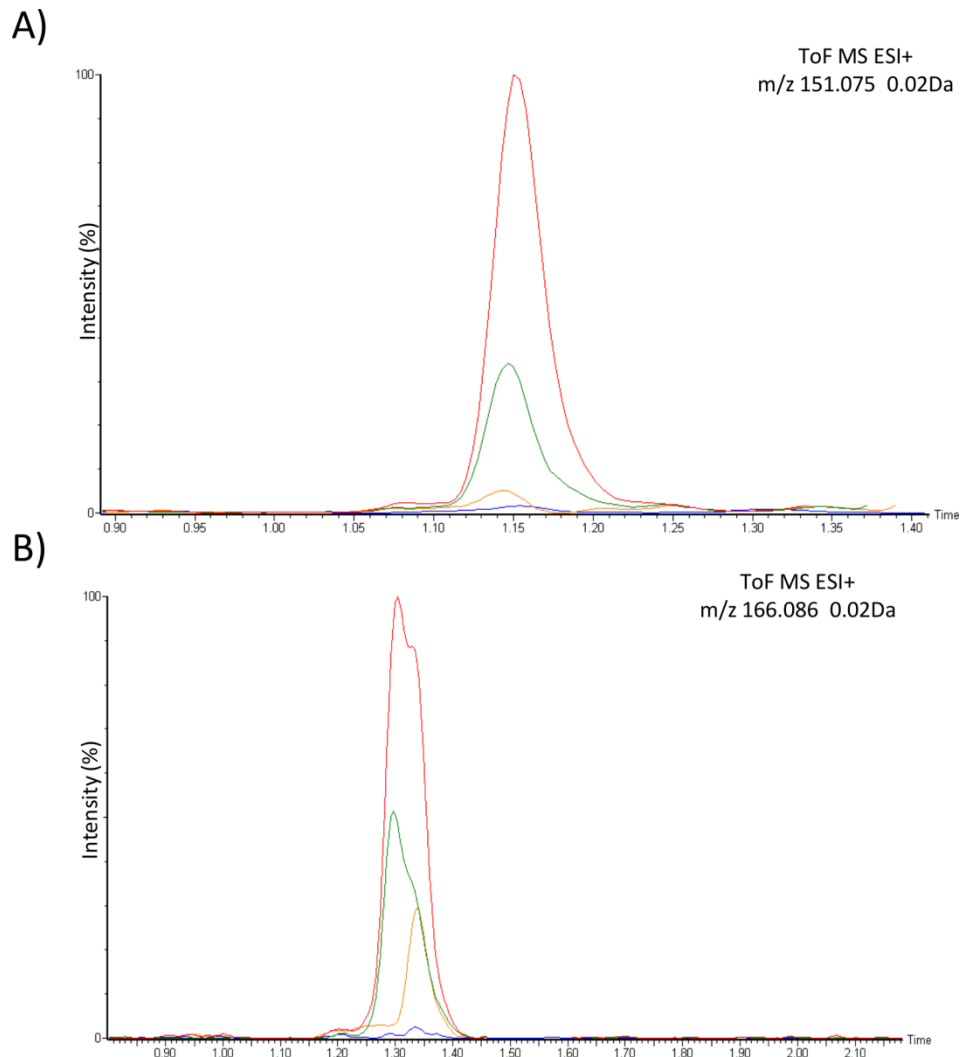 A)
ToF MS ESI+
m/z 151.075 0.02Da
100
Intensity (%)
0
0.90 0.95 1.00 1.05 1.10 1.15 1.20 1.25 1.30 1.35 1.40 Time
B)
ToF MS ESI+
m/z 166.086 0.02Da
100
Intensity (%)
0
0.90 1.00 1.10 1.20 1.30 1.40 1.50 1.60 1.70 1.80 1.90 2.00 2.10 Time